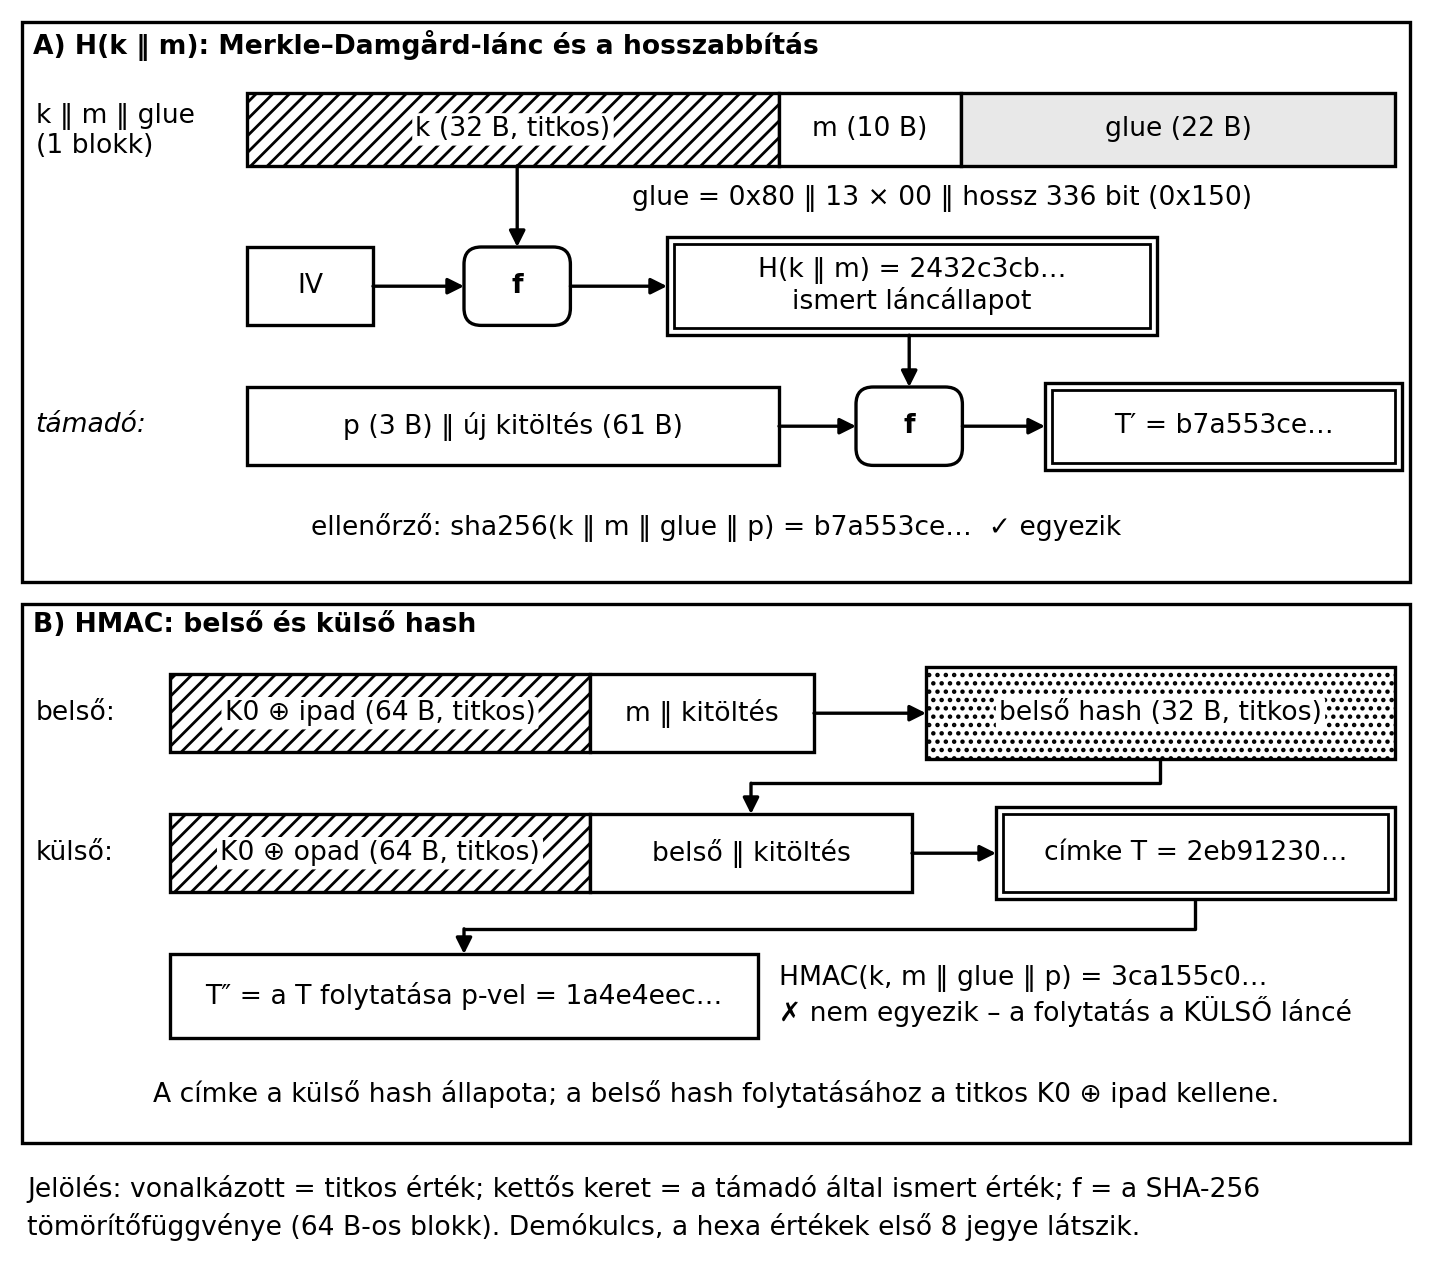 A) H(k ‖ m): Merkle–Damgård-lánc és a hosszabbítás
k ‖ m ‖ glue
(1 blokk)
k (32 B, titkos)
m (10 B)
glue (22 B)
glue = 0x80 ‖ 13 × 00 ‖ hossz 336 bit (0x150)
IV
f
H(k ‖ m) = 2432c3cb…
ismert láncállapot
támadó:
p (3 B) ‖ új kitöltés (61 B)
f
T′ = b7a553ce…
ellenőrző: sha256(k ‖ m ‖ glue ‖ p) = b7a553ce… ✓ egyezik
B) HMAC: belső és külső hash
belső:
K0 ⊕ ipad (64 B, titkos)
m ‖ kitöltés
belső hash (32 B, titkos)
külső:
K0 ⊕ opad (64 B, titkos)
belső ‖ kitöltés
címke T = 2eb91230…
T″ = a T folytatása p-vel = 1a4e4eec…
HMAC(k, m ‖ glue ‖ p) = 3ca155c0…
✗ nem egyezik – a folytatás a KÜLSŐ láncé
A címke a külső hash állapota; a belső hash folytatásához a titkos K0 ⊕ ipad kellene.
Jelölés: vonalkázott = titkos érték; kettős keret = a támadó által ismert érték; f = a SHA-256
tömörítőfüggvénye (64 B-os blokk). Demókulcs, a hexa értékek első 8 jegye látszik.